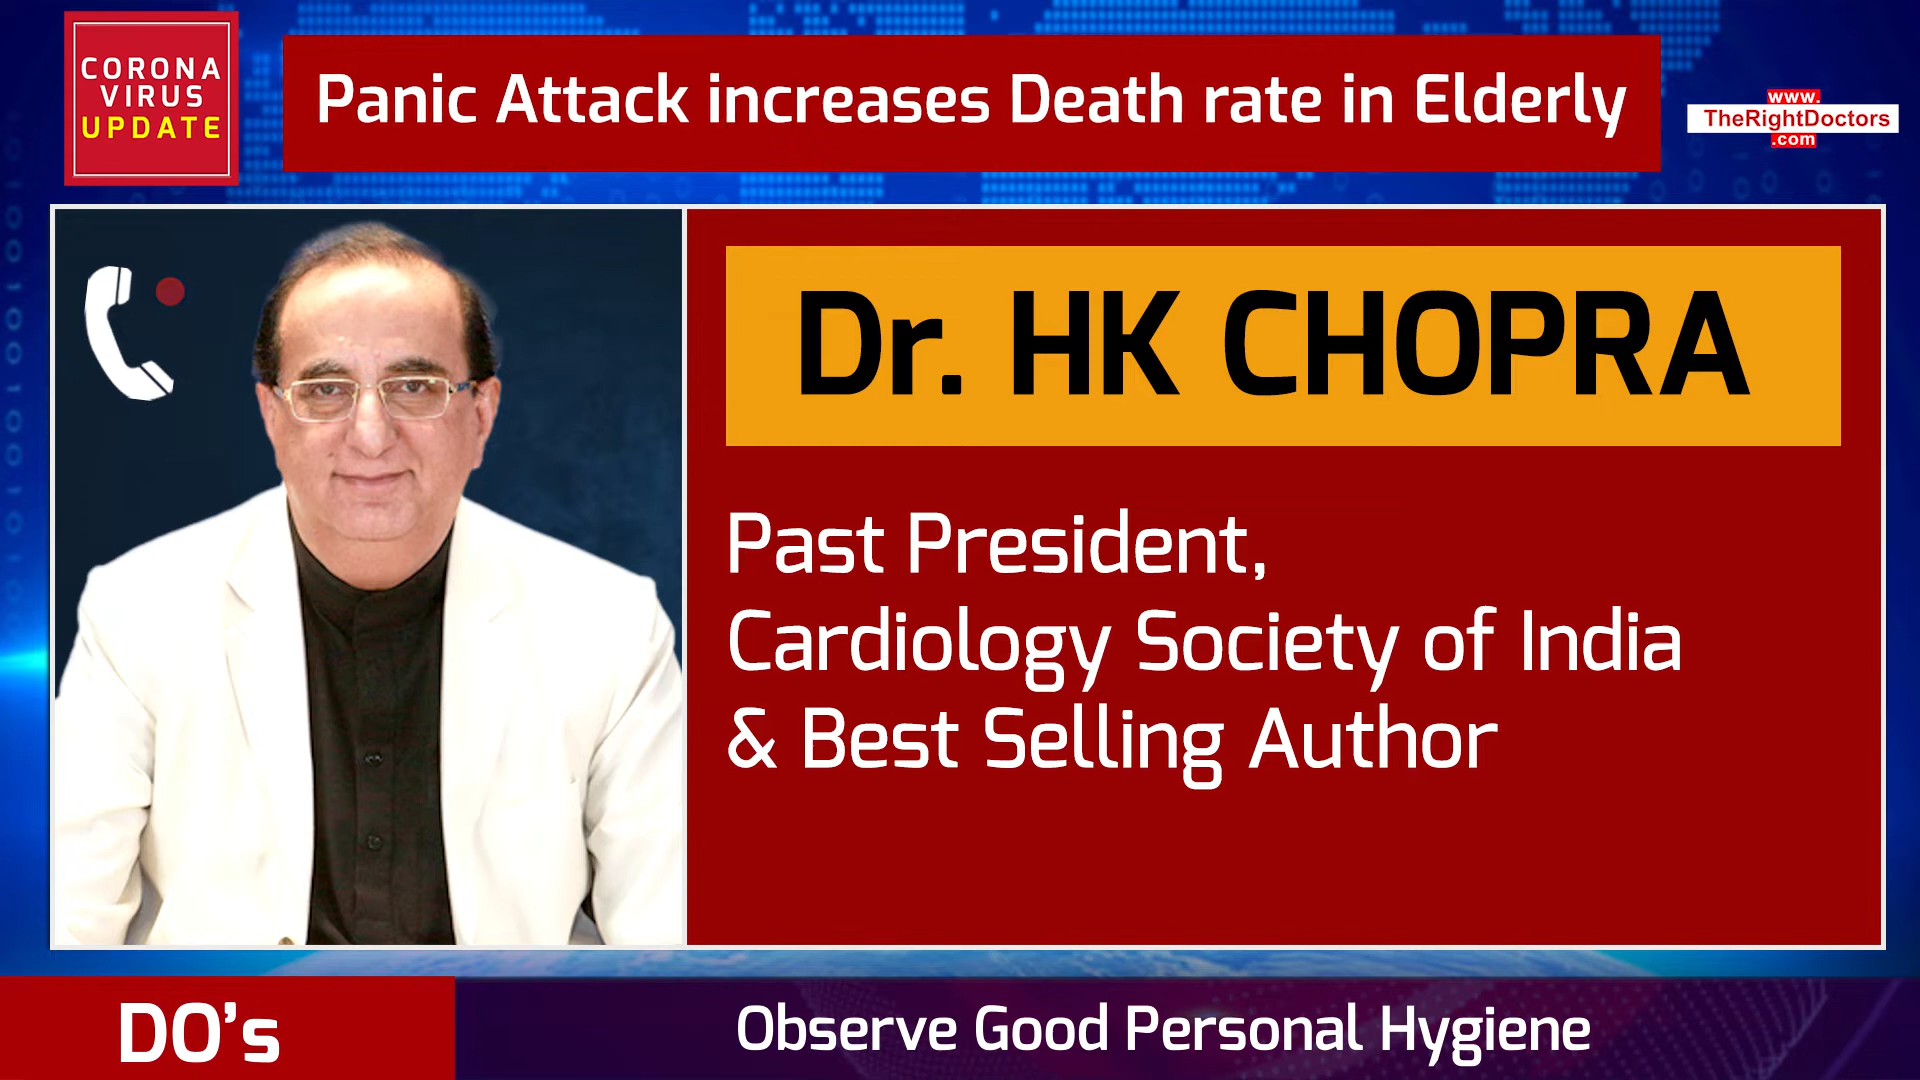 CORONA
VIRUS
UPDATE
Panic Attack increases Death rate in Elderly
www.
TheRightDoctors
.com
Dr. HK CHOPRA
Past President,
Cardiology Society of India
& Best Selling Author
DO's
Observe Good Personal Hygiene